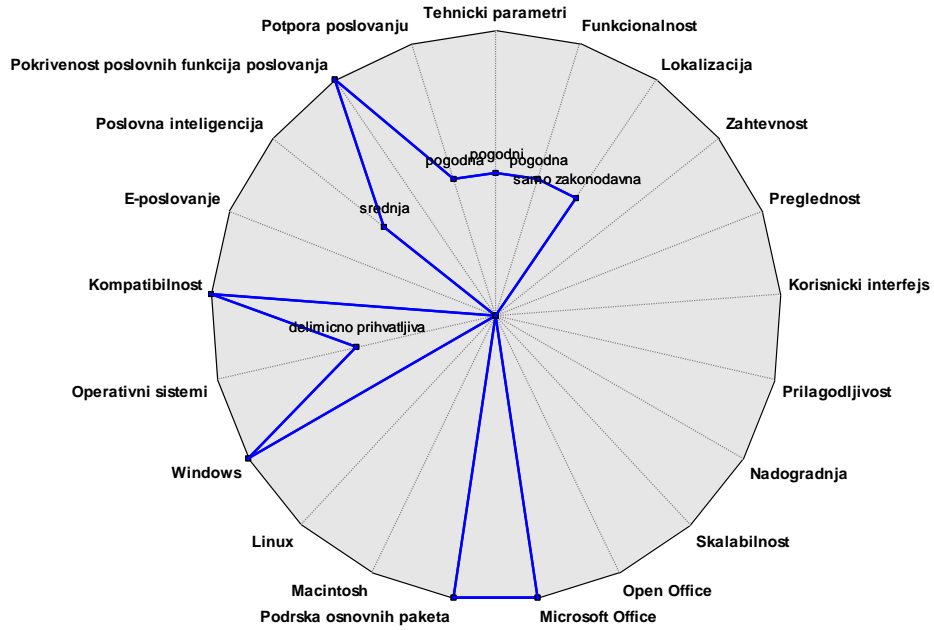 Tehnicki parametri
Potpora poslovanju
Funkcionalnost
Pokrivenost poslovnih funkcija poslovanja
Lokalizacija
Poslovna inteligencija
Zahtevnost
pogodna
pogodni
pogodna
samo zakonodavna
E-poslovanje
srednja
Preglednost
Kompatibilnost
Korisnicki interfejs
delimicno prihvatljiva
Operativni sistemi
Prilagodljivost
Windows
Nadogradnja
Linux
Skalabilnost
Macintosh
Open Office
Podrska osnovnih paketa
Microsoft Office